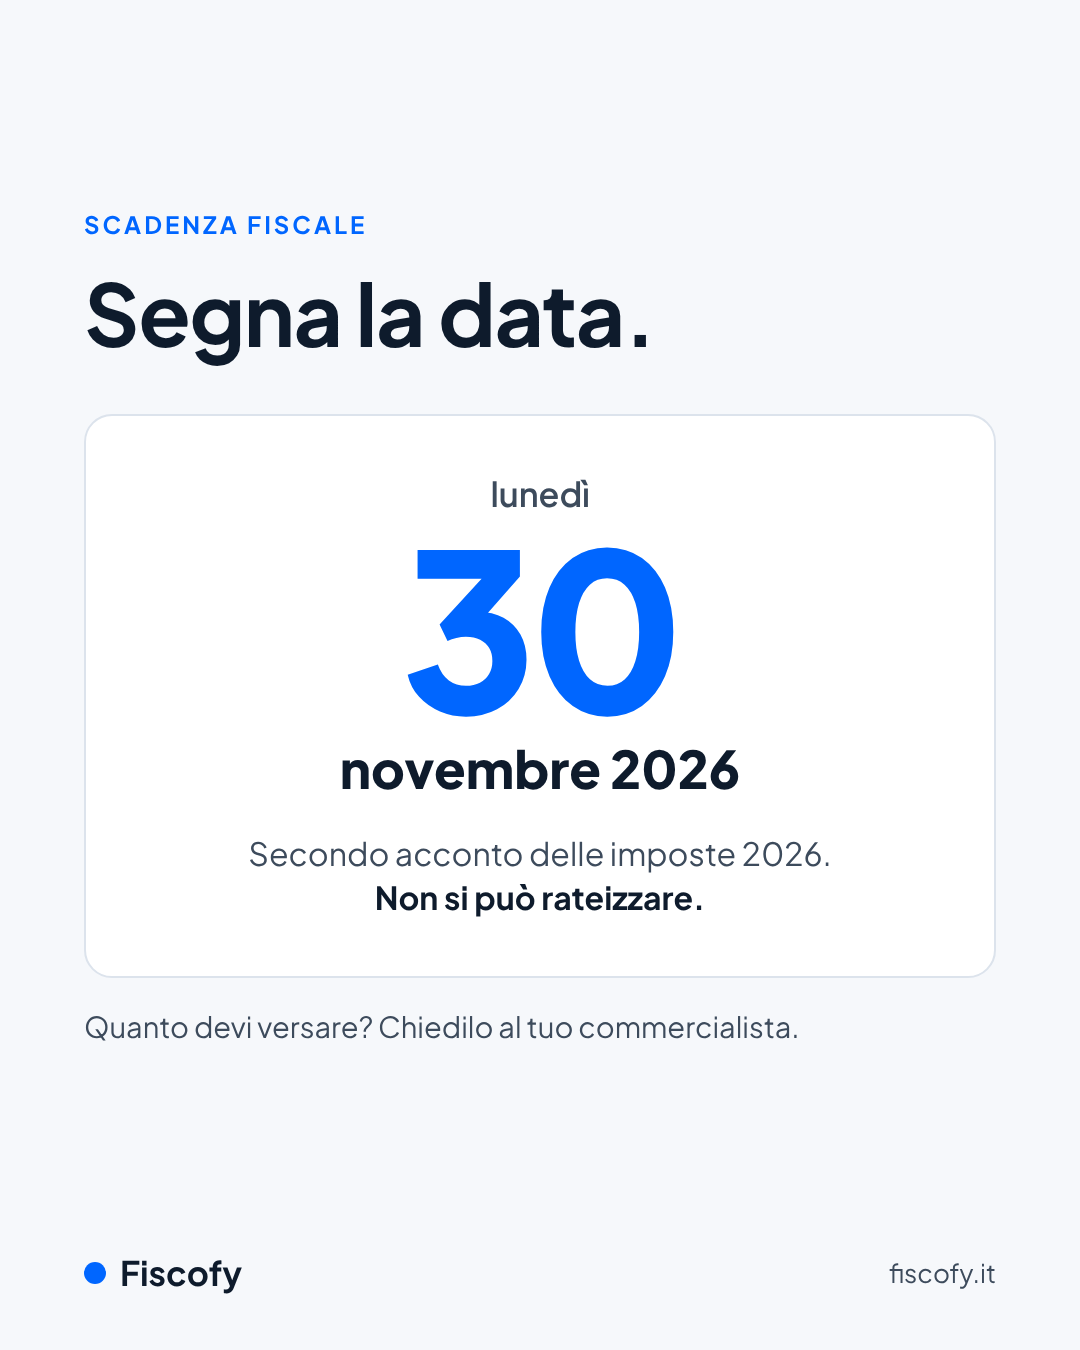 SCADENZA FISCALE
Segna la data.
lunedì
30
novembre 2026
Secondo acconto delle imposte 2026.
Non si può rateizzare.
Quanto devi versare? Chiedilo al tuo commercialista.
Fiscofy
fiscofy.it